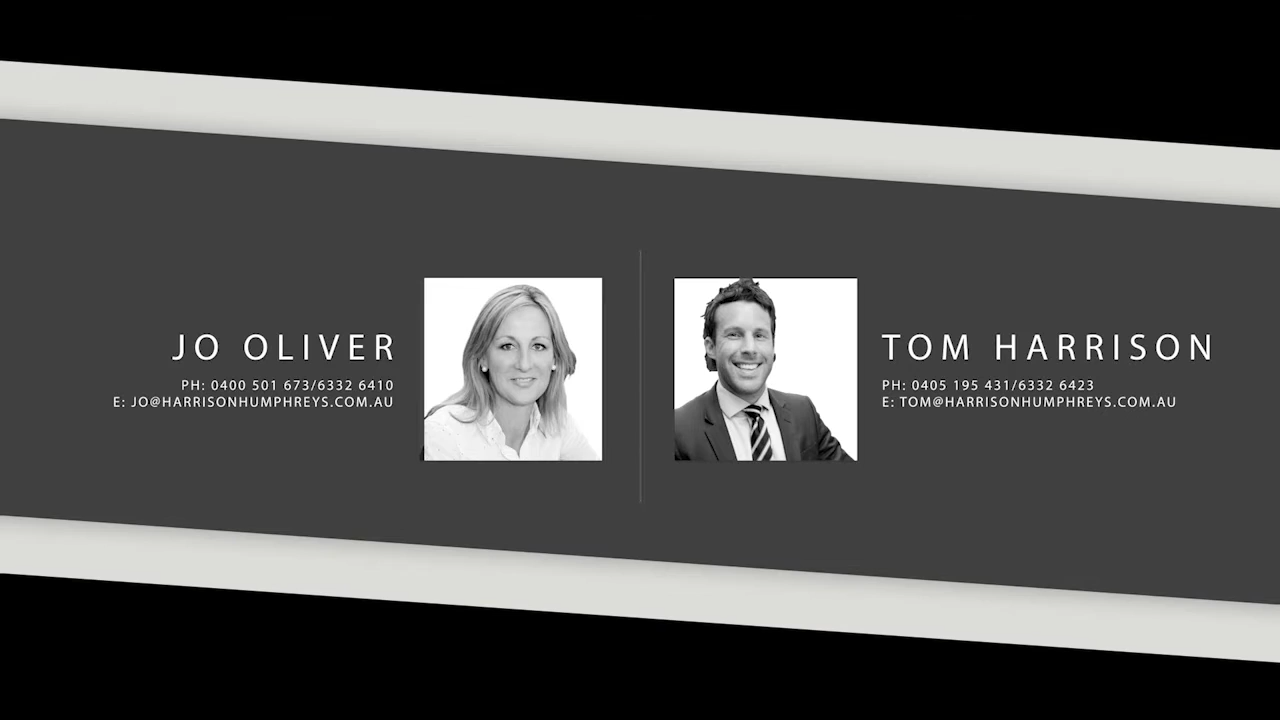 JO OLIVER
PH: 0400 501 673/6332 6410
E: JO@HARRISONHUMPHREYS.COM.AU
TOM HARRISON
PH: 0405 195 431/6332 6423
E: TOM@HARRISONHUMPHREYS.COM.AU